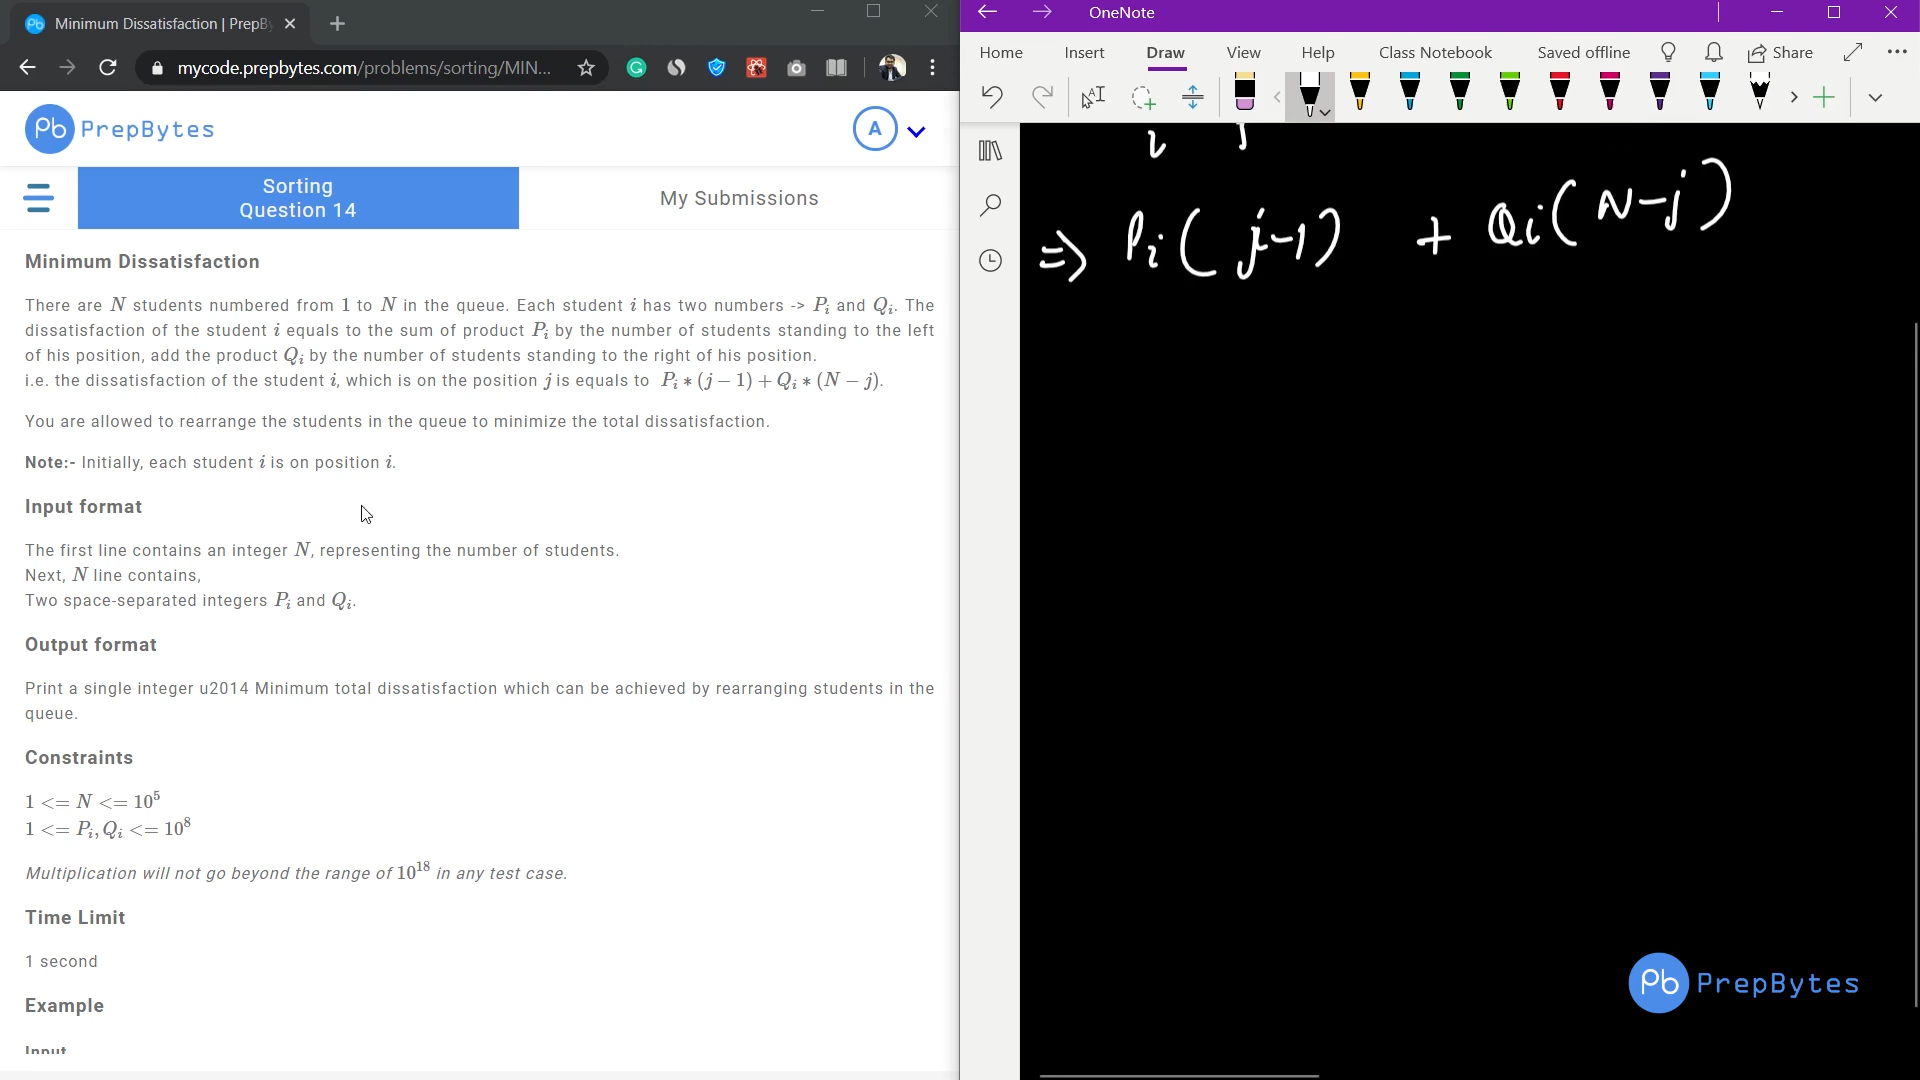 Minimum Dissatisfaction | PrepB
mycode.prepbytes.com/problems/sorting/MIN...
Pb PrepBytes
A
Sorting
Question 14
My Submissions
Minimum Dissatisfaction
There are N students numbered from 1 to N in the queue. Each student i has two numbers -> Pi and Qi. The
dissatisfaction of the student i equals to the sum of product Pi by the number of students standing to the left
of his position, add the product Qi by the number of students standing to the right of his position.
i.e. the dissatisfaction of the student i, which is on the position j is equals to Pi * (j − 1) + Qi * (N − j).
You are allowed to rearrange the students in the queue to minimize the total dissatisfaction.
Note:- Initially, each student i is on position i.
Input format
The first line contains an integer N, representing the number of students.
Next, N line contains,
Two space-separated integers Pi and Qi.
Output format
Print a single integer u2014 Minimum total dissatisfaction which can be achieved by rearranging students in the
queue.
Constraints
1 <= N <= 10^5
1 <= Pi, Qi <= 10^8
Multiplication will not go beyond the range of 10^18 in any test case.
Time Limit
1 second
Example
Input
OneNote
Home Insert Draw View Help Class Notebook Saved offline Share
i j
=> Pi (j-1) + Qi (N-j)
Pb PrepBytes